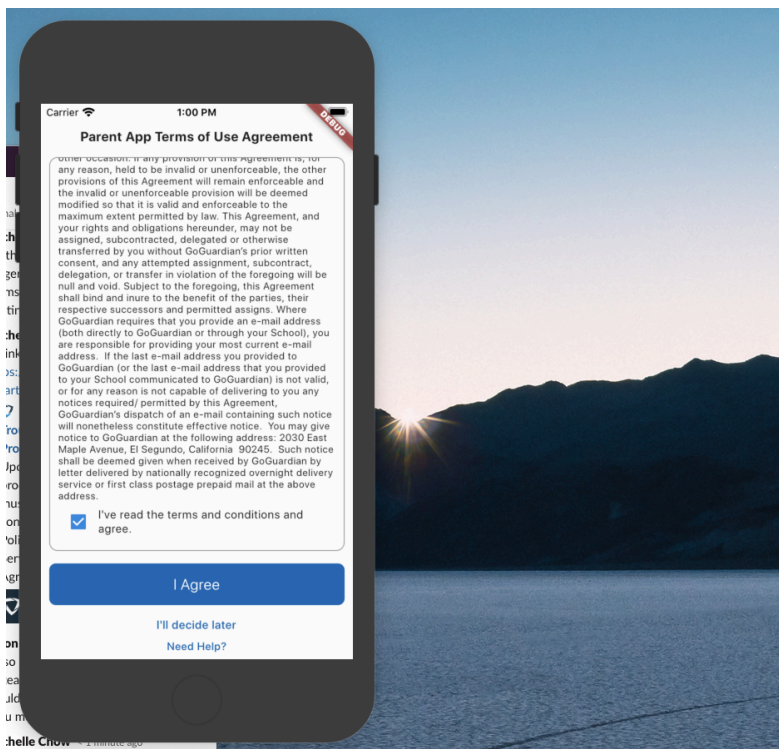 Carrier
1:00 PM
DEBUG
Parent App Terms of Use Agreement
other occasion. If any provision of this Agreement is, for
any reason, held to be invalid or unenforceable, the other
provisions of this Agreement will remain enforceable and
the invalid or unenforceable provision will be deemed
modified so that it is valid and enforceable to the
maximum extent permitted by law. This Agreement, and
your rights and obligations hereunder, may not be
assigned, subcontracted, delegated or otherwise
transferred by you without GoGuardian's prior written
consent, and any attempted assignment, subcontract,
delegation, or transfer in violation of the foregoing will be
null and void. Subject to the foregoing, this Agreement
shall bind and inure to the benefit of the parties, their
respective successors and permitted assigns. Where
GoGuardian requires that you provide an e-mail address
(both directly to GoGuardian or through your School), you
are responsible for providing your most current e-mail
address.  If the last e-mail address you provided to
GoGuardian (or the last e-mail address that you provided
to your School communicated to GoGuardian) is not valid,
or for any reason is not capable of delivering to you any
notices required/ permitted by this Agreement,
GoGuardian's dispatch of an e-mail containing such notice
will nonetheless constitute effective notice.  You may give
notice to GoGuardian at the following address: 2030 East
Maple Avenue, El Segundo, California  90245.  Such notice
shall be deemed given when received by GoGuardian by
letter delivered by nationally recognized overnight delivery
service or first class postage prepaid mail at the above
address.
I've read the terms and conditions and
agree.
I Agree
I'll decide later
Need Help?
chelle Chow < 1 minute ago